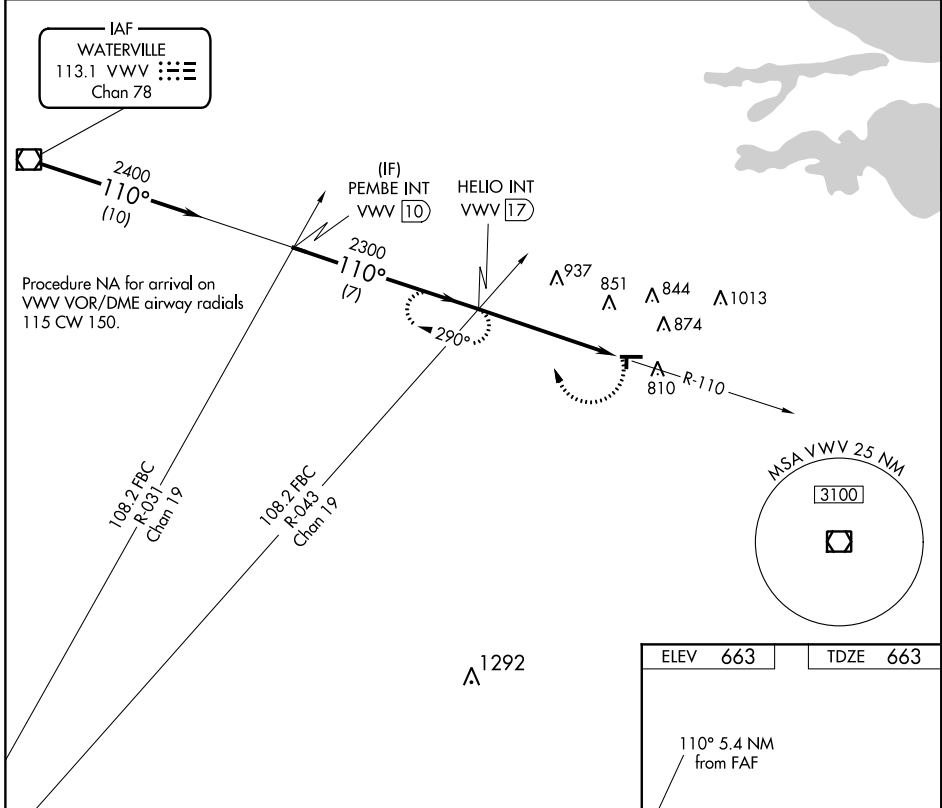 IAF
WATERVILLE
113.1 VWV
Chan 78
2400
110°
(10)
(IF)
PEMBE INT
VWV 10 D
HELIO INT
VWV 17 D
2300
110°
(7)
Procedure NA for arrival on
VWV VOR/DME airway radials
115 CW 150.
290°
937
851
844
1013
874
810
R-110
108.2 FBC
R-031
Chan 19
108.2 FBC
R-043
Chan 19
MSA VWV 25 NM
3100
1292
ELEV 663
TDZE 663
110° 5.4 NM
from FAF